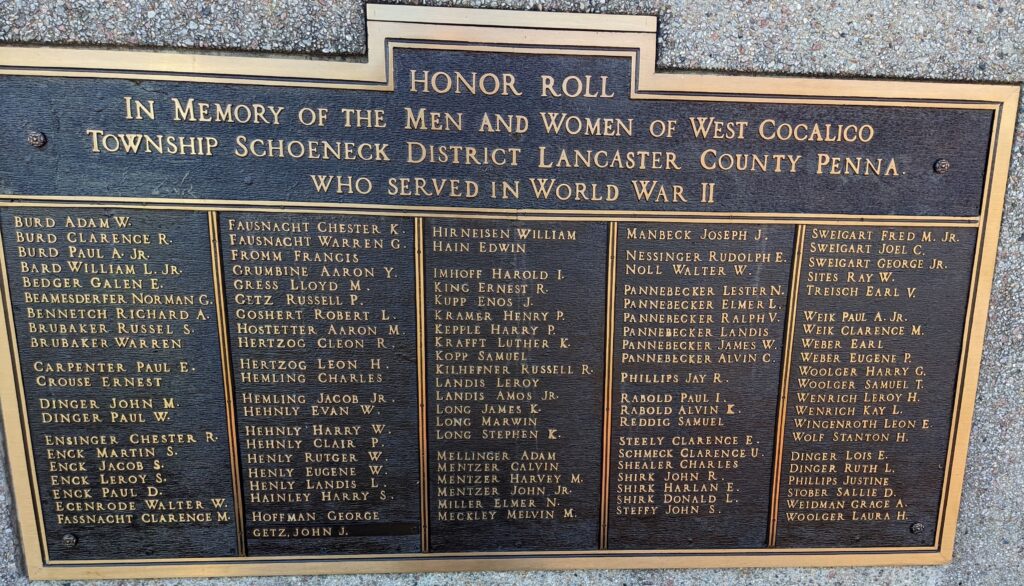 HONOR ROLL
IN MEMORY OF THE MEN AND WOMEN OF WEST COCALICO
TOWNSHIP SCHOENECK DISTRICT LANCASTER COUNTY PENNA.
WHO SERVED IN WORLD WAR II
BURD ADAM W.
BURD CLARENCE R.
BURD PAUL A. JR.
BARD WILLIAM L. JR.
BEDGER GALEN E.
BEAMESDERFER NORMAN G.
BENNETCH RICHARD A.
BRUBAKER RUSSEL S.
BRUBAKER WARREN
CARPENTER PAUL E.
CROUSE ERNEST
DINGER JOHN M.
DINGER PAUL W.
ENSINGER CHESTER R.
ENCK MARTIN S.
ENCK JACOB S.
ENCK LEROY S.
ENCK PAUL D.
EGENRODE WALTER W.
FASSNACHT CLARENCE M.
FAUSNACHT CHESTER K.
FAUSNACHT WARREN G.
FROMM FRANCIS
GRUMBINE AARON Y.
GRESS LLOYD M.
GETZ RUSSELL P.
GOSHERT ROBERT L.
HOSTETTER AARON M.
HERTZOG CLEON R.
HERTZOG LEON H.
HEMLING CHARLES
HEMLING JACOB JR.
HEHNLY EVAN W.
HEHNLY HARRY W.
HEHNLY CLAIR P.
HENLY RUTGER W.
HENLY EUGENE W.
HENLY LANDIS L.
HAINLEY HARRY S.
HOFFMAN GEORGE
GETZ, JOHN J.
HIRNEISEN WILLIAM
HAIN EDWIN
IMHOFF HAROLD I.
KING ERNEST R.
KUPP ENOS J.
KRAMER HENRY P.
KEPPLE HARRY P.
KRAFFT LUTHER K.
KOPP SAMUEL
KILHEFNER RUSSELL R.
LANDIS LEROY
LANDIS AMOS JR.
LONG JAMES K.
LONG MARWIN
LONG STEPHEN K.
MELLINGER ADAM
MENTZER CALVIN
MENTZER HARVEY M.
MENTZER JOHN JR.
MILLER ELMER N.
MECKLEY MELVIN M.
MANBECK JOSEPH J.
NESSINGER RUDOLPH E.
NOLL WALTER W.
PANNEBECKER LESTER N.
PANNEBECKER ELMER L.
PANNEBECKER RALPH V.
PANNEBECKER LANDIS
PANNEBECKER JAMES W.
PANNEBECKER ALVIN C.
PHILLIPS JAY R.
RABOLD PAUL I.
RABOLD ALVIN K.
REDDIG SAMUEL
STEELY CLARENCE E.
SCHMECK CLARENCE U.
SHEALER CHARLES
SHIRK JOHN R.
SHIRK HARLAN E.
SHIRK DONALD L.
STEFFY JOHN S.
SWEIGART FRED M. JR.
SWEIGART JOEL C.
SWEIGART GEORGE JR.
SITES RAY W.
TREISCH EARL V.
WEIK PAUL A. JR.
WEIK CLARENCE M.
WEBER EARL
WEBER EUGENE P.
WOOLGER HARRY G.
WOOLGER SAMUEL T.
WENRICH LEROY H.
WENRICH KAY L.
WINGENROTH LEON E.
WOLF STANTON H.
DINGER LOIS E.
DINGER RUTH L.
PHILLIPS JUSTINE
STOBER SALLIE D.
WEIDMAN GRACE A.
WOOLGER LAURA H.